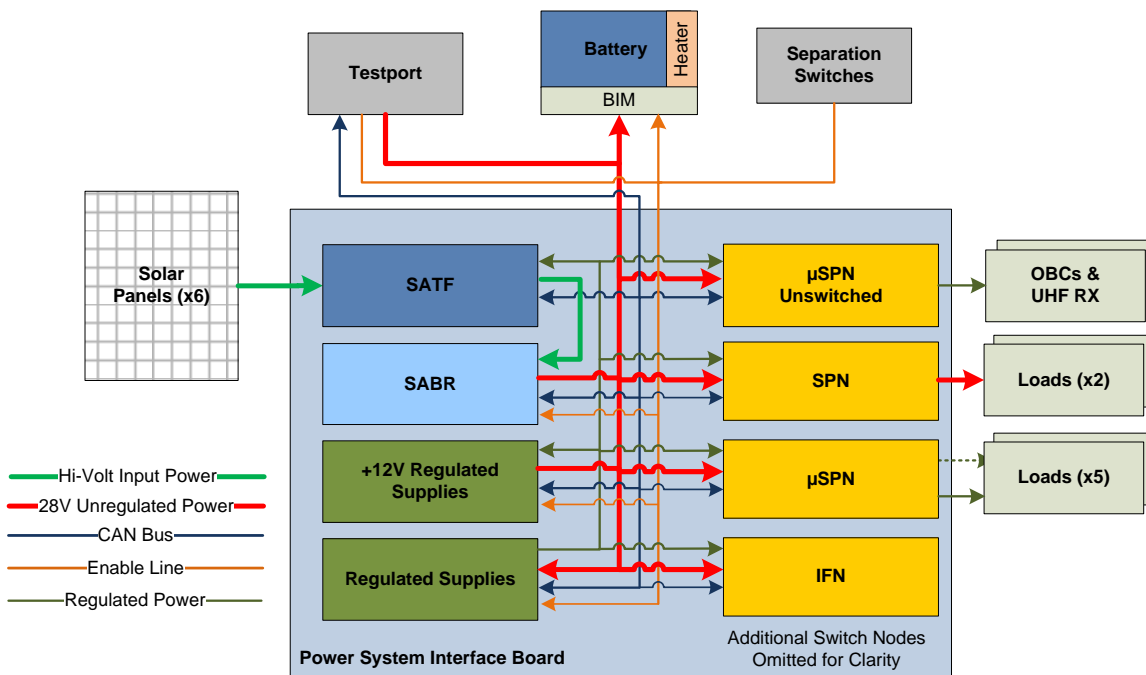 Testport
Battery
Heater
BIM
Separation
Switches
Solar
Panels (x6)
SATF
µSPN
Unswitched
OBCs &
UHF RX
SABR
SPN
Loads (x2)
+12V Regulated
Supplies
µSPN
Loads (x5)
Regulated Supplies
IFN
Hi-Volt Input Power
28V Unregulated Power
CAN Bus
Enable Line
Regulated Power
Power System Interface Board
Additional Switch Nodes
Omitted for Clarity